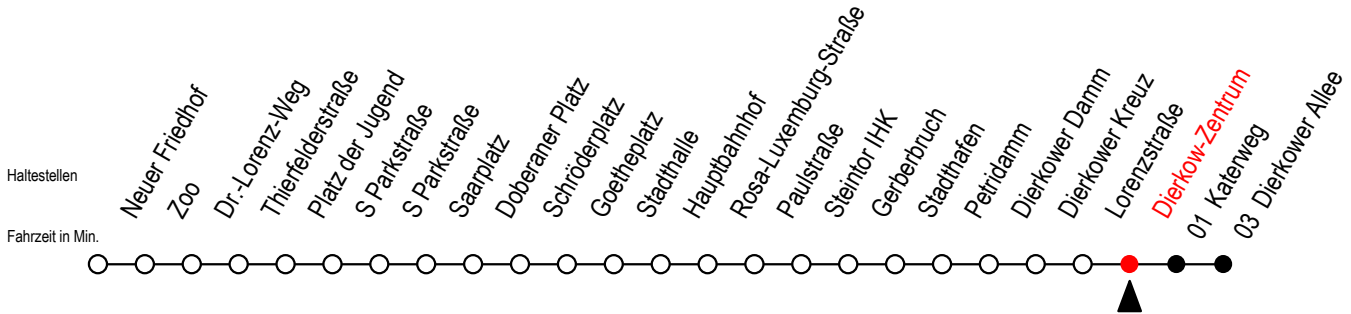 Haltestellen
Neuer Friedhof
Zoo
Dr.-Lorenz-Weg
Thierfelderstraße
Platz der Jugend
S Parkstraße
S Parkstraße
Saarplatz
Doberaner Platz
Schröderplatz
Goetheplatz
Stadthalle
Hauptbahnhof
Rosa-Luxemburg-Straße
Paulstraße
Steintor IHK
Gerberbruch
Stadthafen
Petridamm
Dierkower Damm
Dierkower Kreuz
Lorenzstraße
Dierkow-Zentrum
01 Katerweg
03 Dierkower Allee
Fahrzeit in Min.